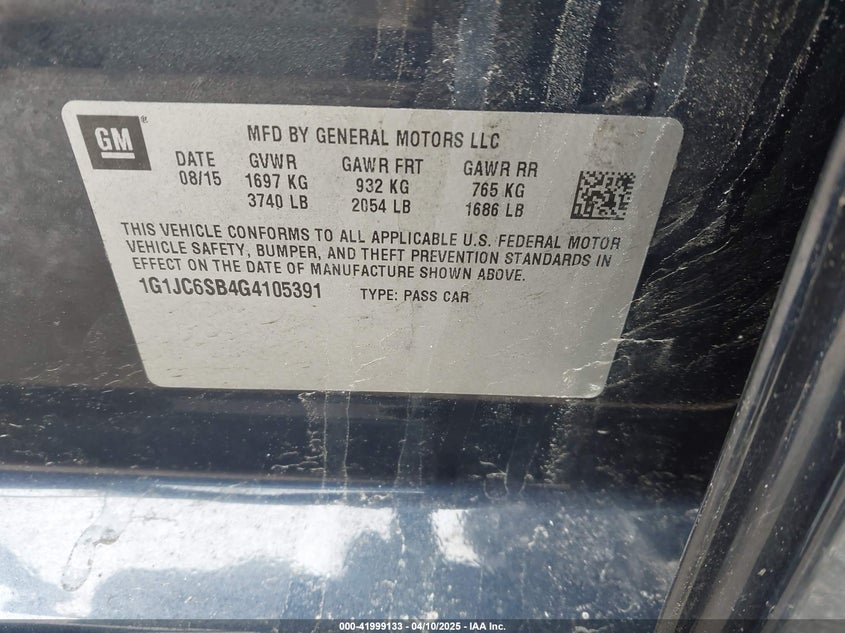 GM ®
MFD BY GENERAL MOTORS LLC
DATE GVWR GAWR FRT GAWR RR
08/15 1697 KG 932 KG 765 KG
3740 LB 2054 LB 1686 LB
THIS VEHICLE CONFORMS TO ALL APPLICABLE U.S. FEDERAL MOTOR
VEHICLE SAFETY, BUMPER, AND THEFT PREVENTION STANDARDS IN
EFFECT ON THE DATE OF MANUFACTURE SHOWN ABOVE.
1G1JC6SB4G4105391 TYPE: PASS CAR
000-41999133 - 04/10/2025 - IAA Inc.